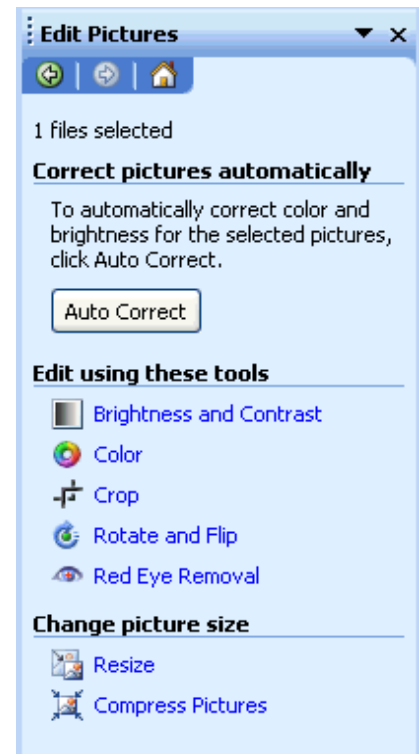 Edit Pictures
1 files selected
Correct pictures automatically
To automatically correct color and
brightness for the selected pictures,
click Auto Correct.
Auto Correct
Edit using these tools
Brightness and Contrast
Color
Crop
Rotate and Flip
Red Eye Removal
Change picture size
Resize
Compress Pictures